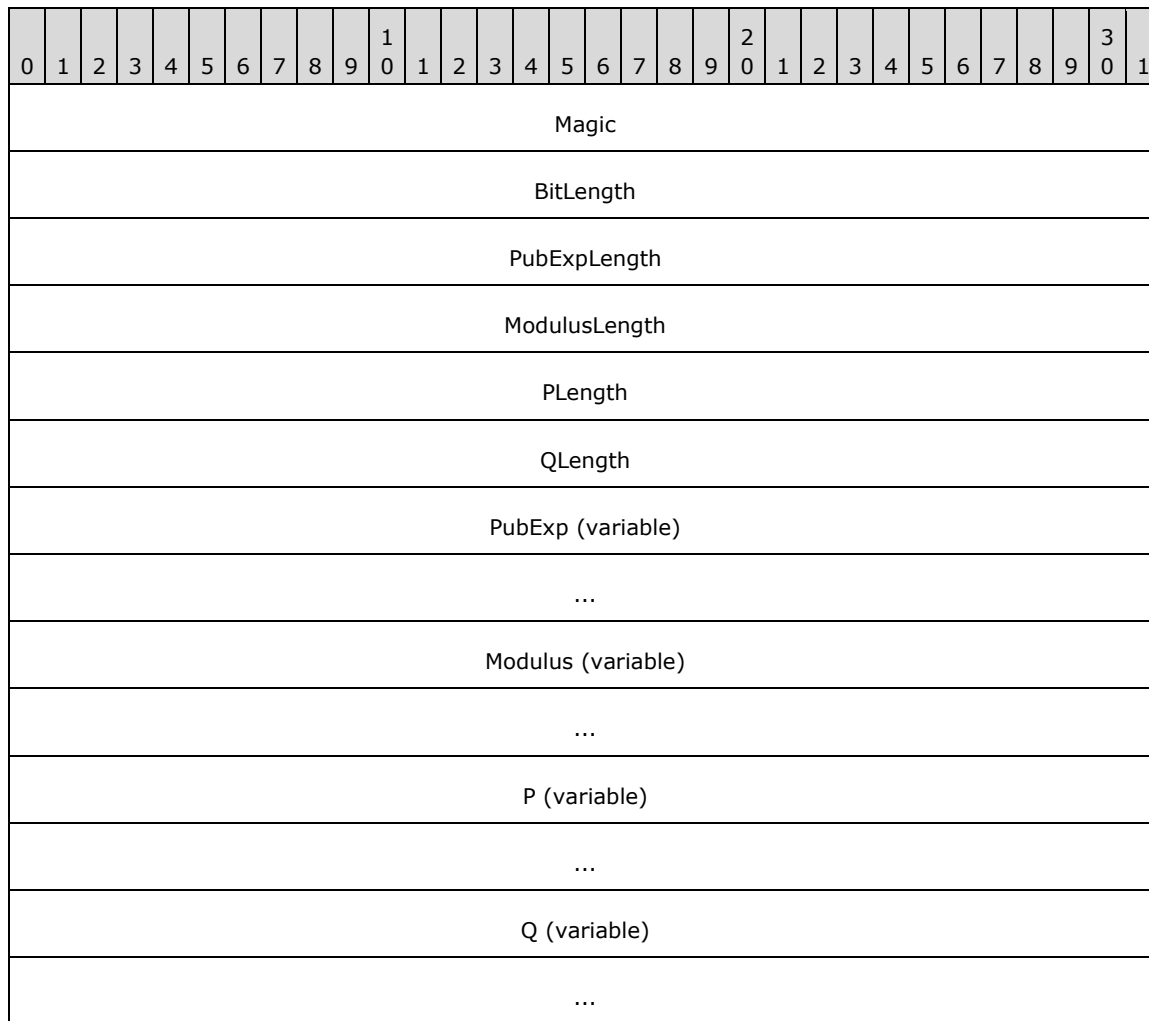 1 2 3
0 1 2 3 4 5 6 7 8 9 0 1 2 3 4 5 6 7 8 9 0 1 2 3 4 5 6 7 8 9 0 1
Magic
BitLength
PubExpLength
ModulusLength
PLength
QLength
PubExp (variable)
...
Modulus (variable)
...
P (variable)
...
Q (variable)
...